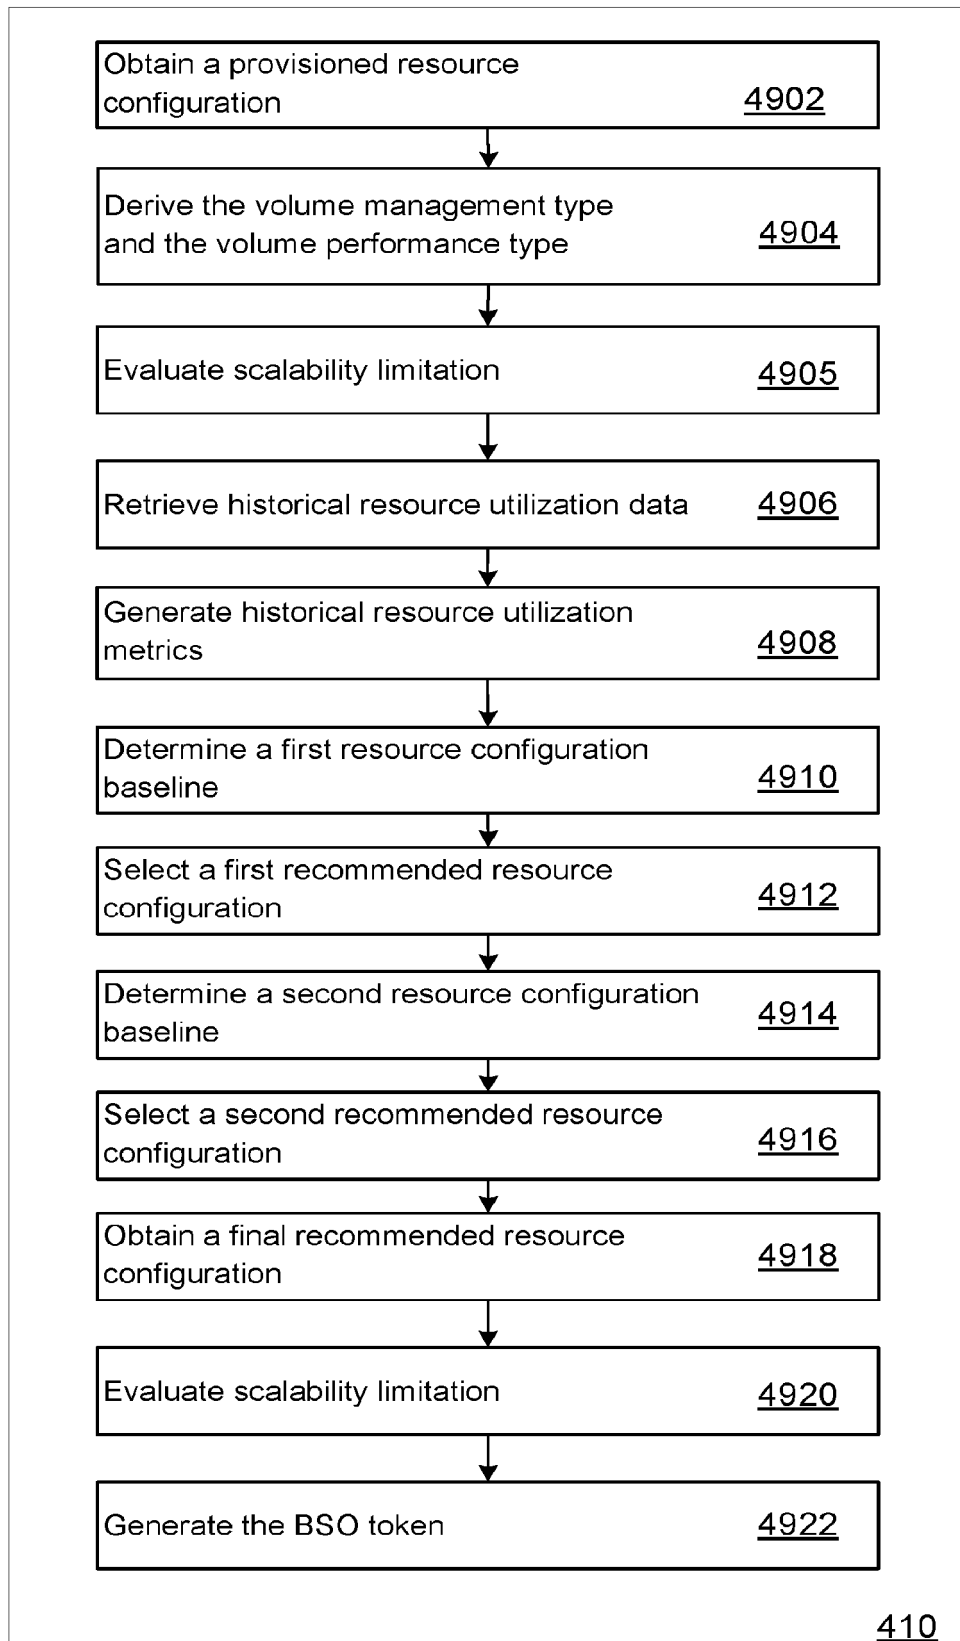 Obtain a provisioned resource
configuration
4902
Derive the volume management type
and the volume performance type
4904
Evaluate scalability limitation
4905
Retrieve historical resource utilization data
4906
Generate historical resource utilization
metrics
4908
Determine a first resource configuration
baseline
4910
Select a first recommended resource
configuration
4912
Determine a second resource configuration
baseline
4914
Select a second recommended resource
configuration
4916
Obtain a final recommended resource
configuration
4918
Evaluate scalability limitation
4920
Generate the BSO token
4922
410